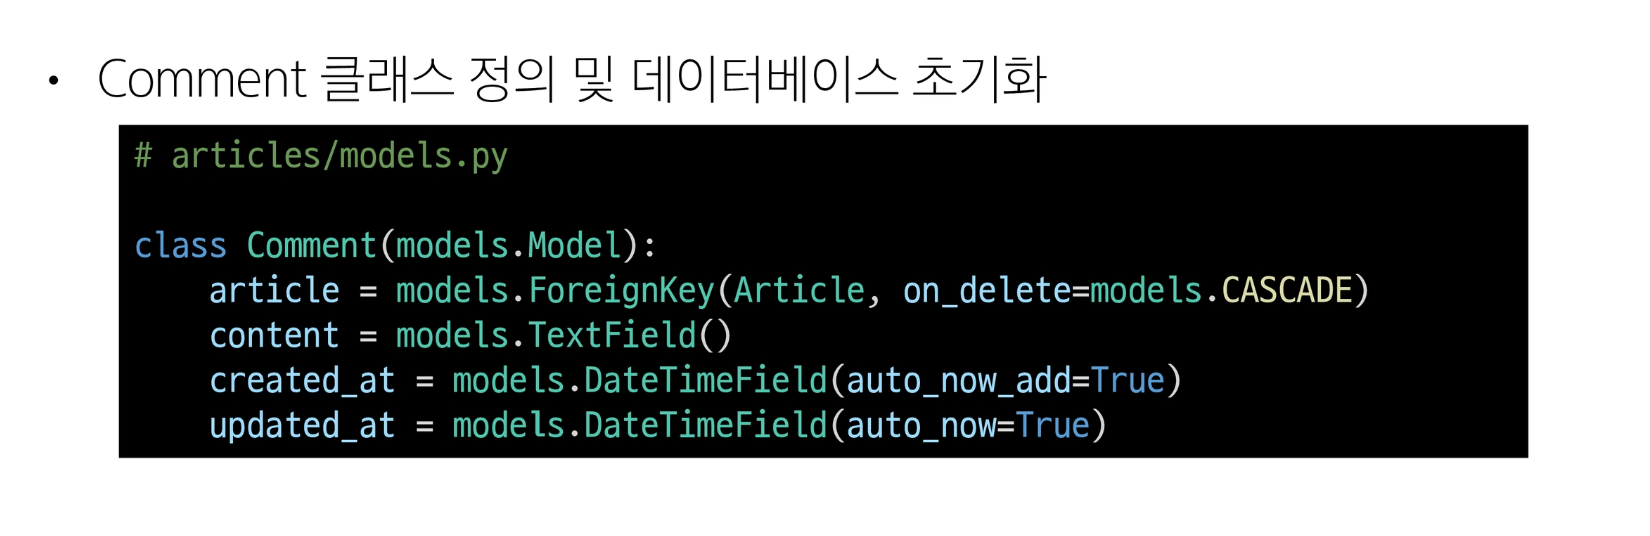 • Comment 클래스 정의 및 데이터베이스 초기화
# articles/models.py
class Comment(models.Model):
    article = models.ForeignKey(Article, on_delete=models.CASCADE)
    content = models.TextField()
    created_at = models.DateTimeField(auto_now_add=True)
    updated_at = models.DateTimeField(auto_now=True)